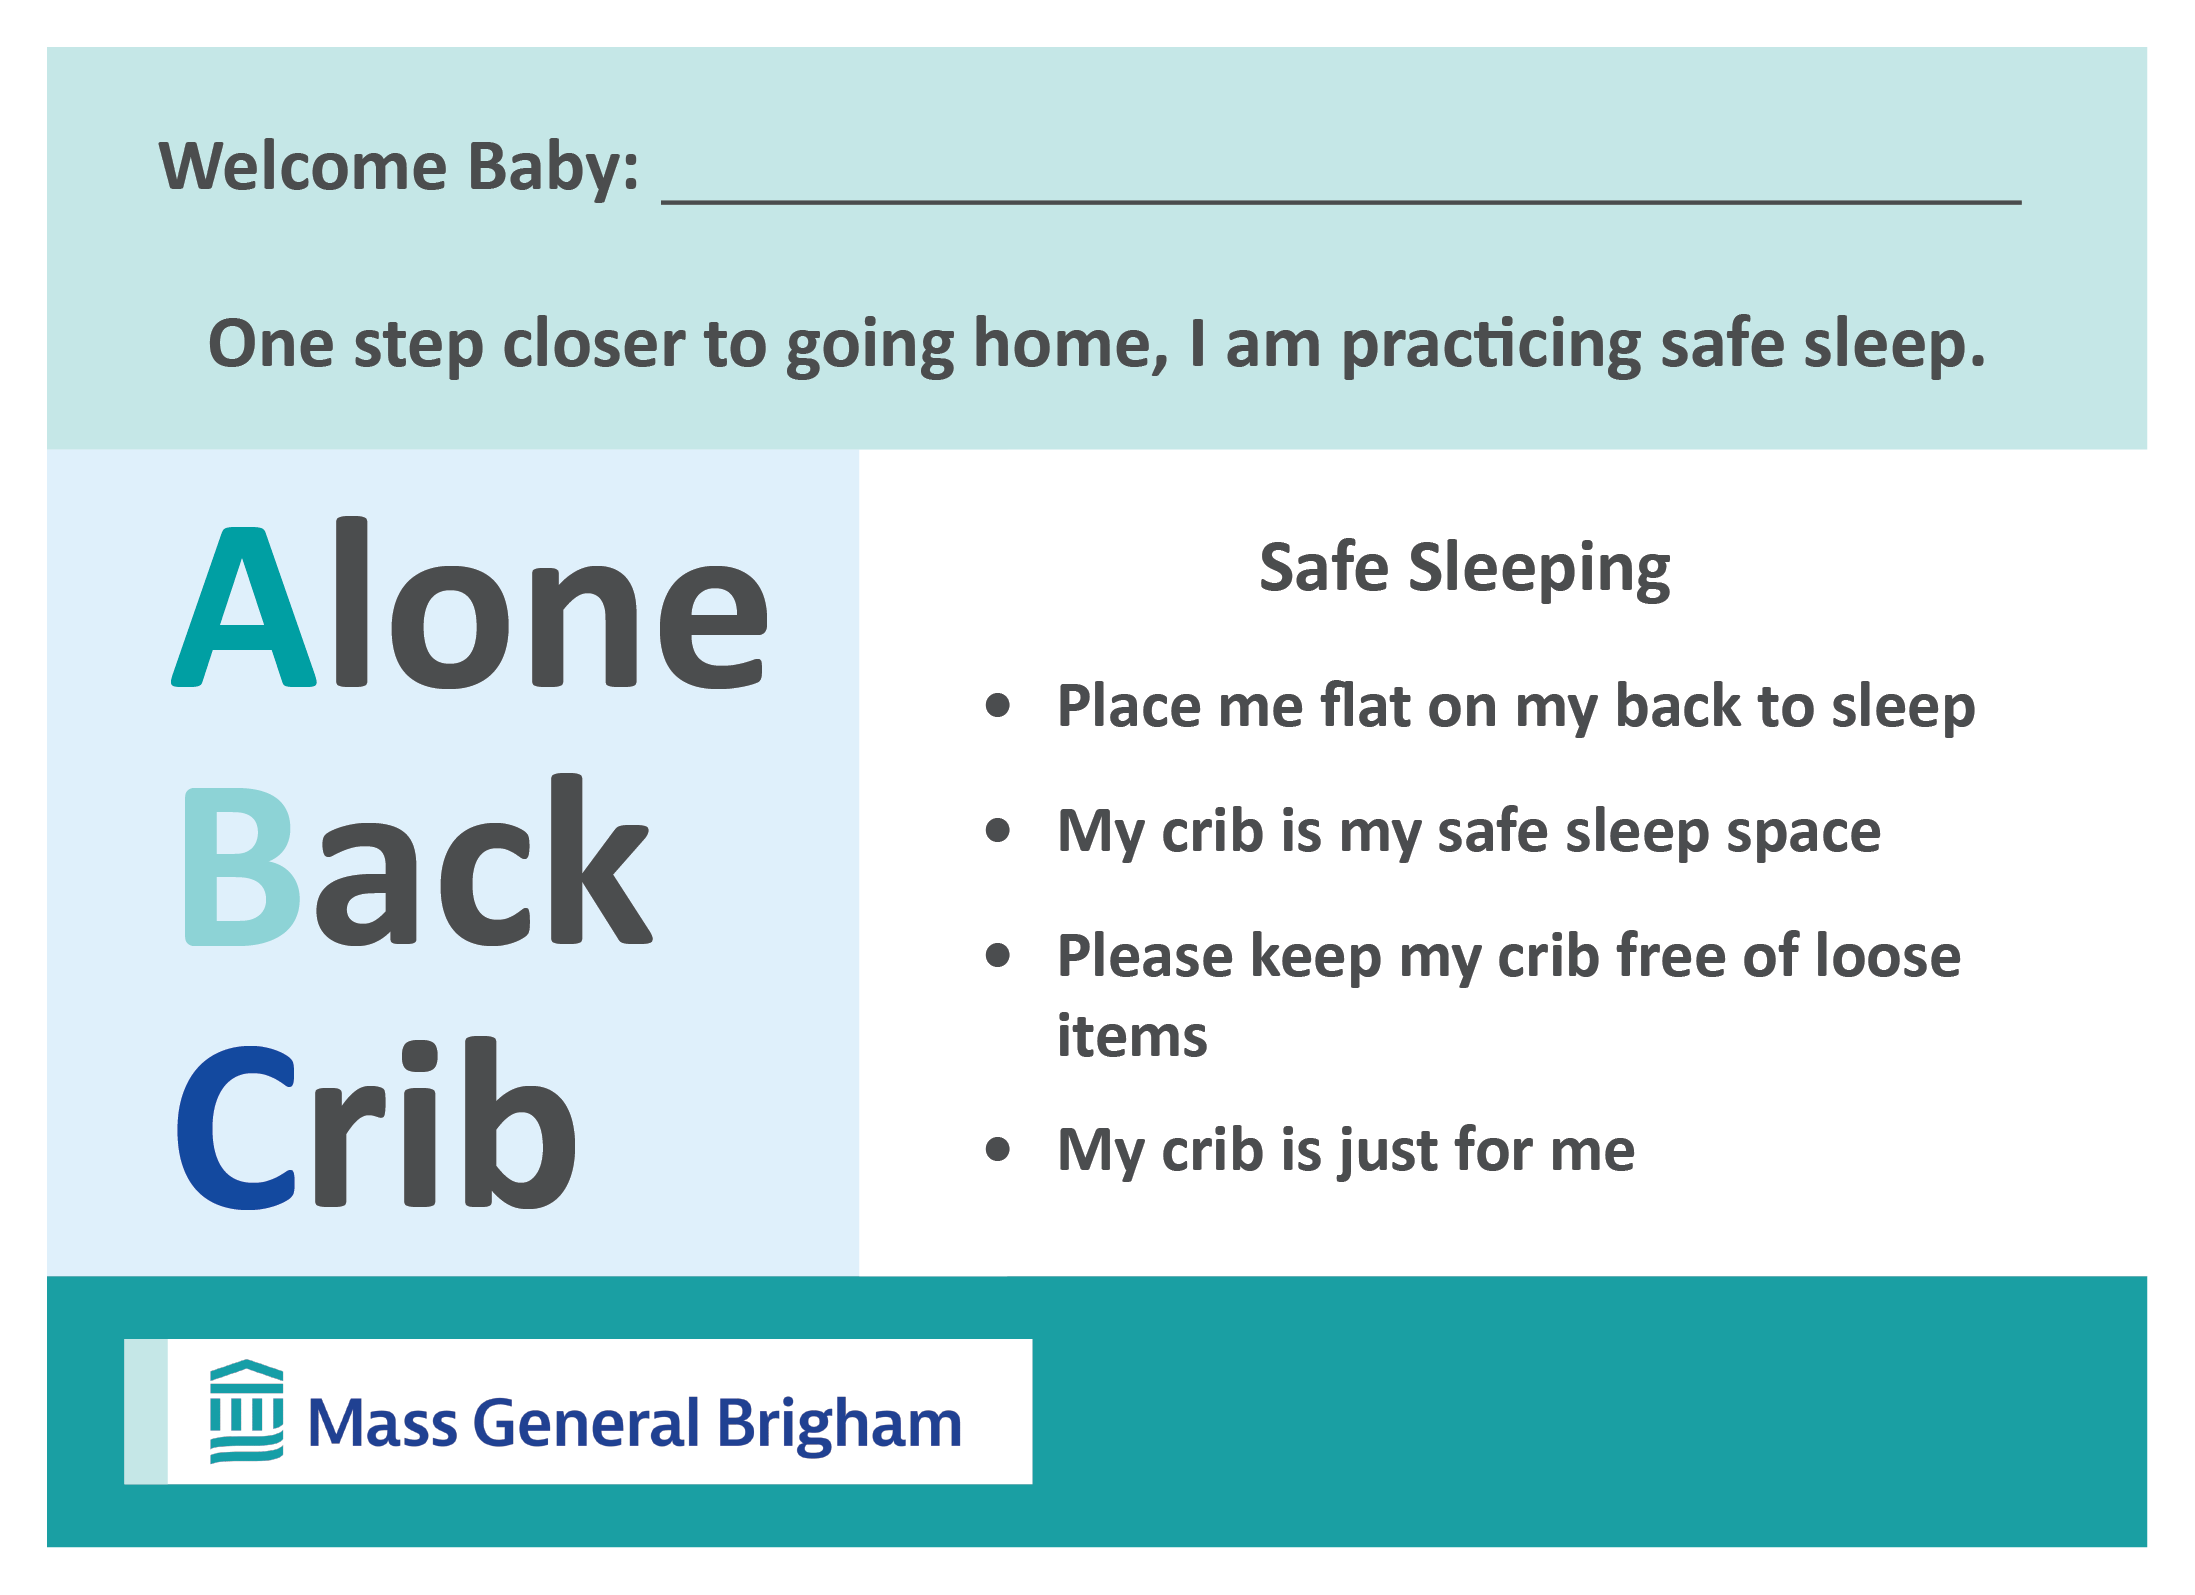 Welcome Baby: ____________________
One step closer to going home, I am practicing safe sleep.
Alone
Back
Crib
Safe Sleeping
• Place me flat on my back to sleep
• My crib is my safe sleep space
• Please keep my crib free of loose
items
• My crib is just for me
Mass General Brigham